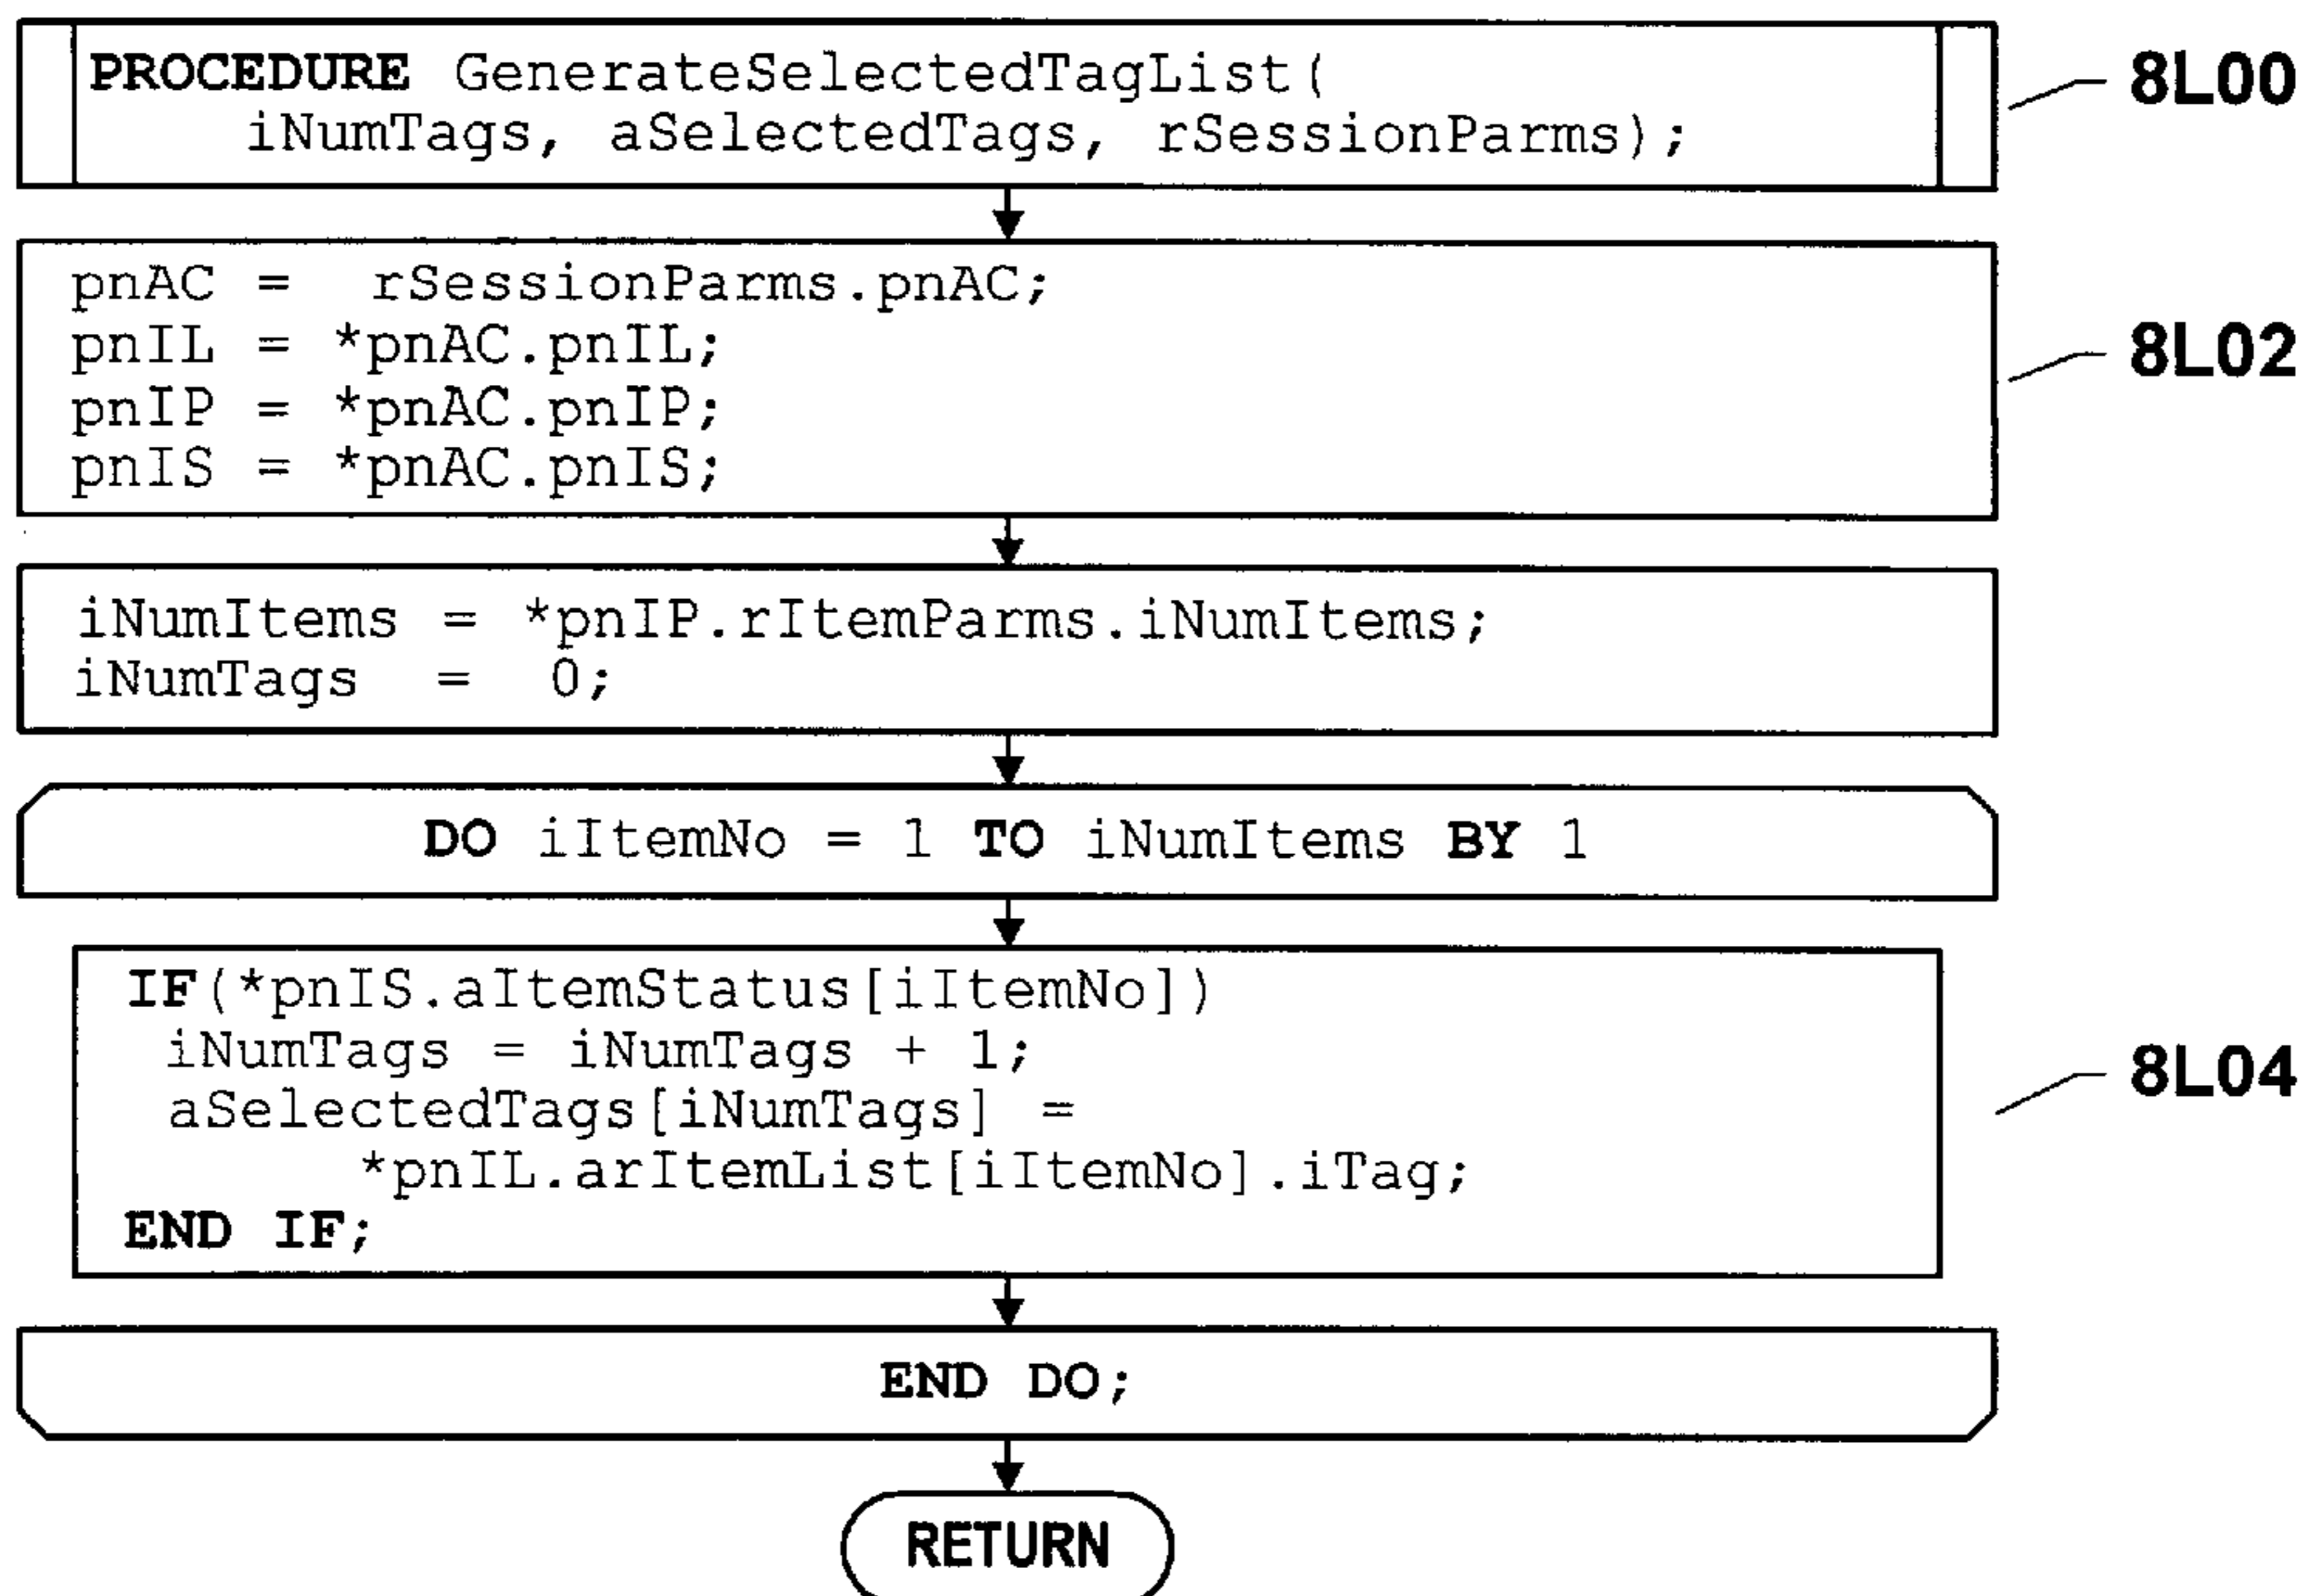 PROCEDURE GenerateSelectedTagList(
iNumTags, aSelectedTags, rSessionParms);
8L00
pnAC = rSessionParms.pnAC;
pnIL = *pnAC.pnIL;
pnIP = *pnAC.pnIP;
pnIS = *pnAC.pnIS;
8L02
iNumItems = *pnIP.rItemParms.iNumItems;
iNumTags = 0;
DO iItemNo = 1 TO iNumItems BY 1
IF(*pnIS.aItemStatus[iItemNo])
iNumTags = iNumTags + 1;
aSelectedTags[iNumTags] =
*pnIL.arItemList[iItemNo].iTag;
END IF;
8L04
END DO;
RETURN